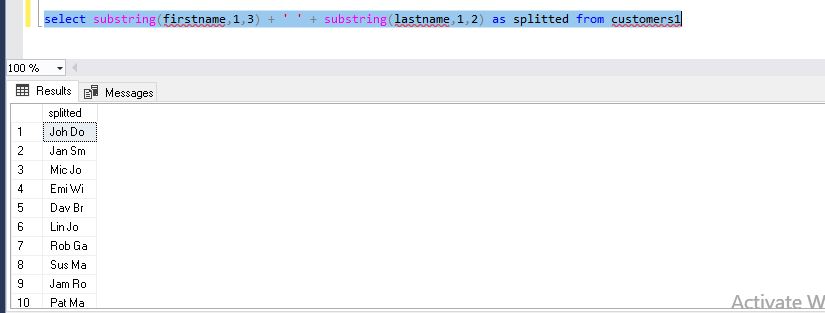 select substring(firstname,1,3) + ' ' + substring(lastname,1,2) as splitted from customers1
100 %
Results Messages
splitted
1 Joh Do
2 Jan Sm
3 Mic Jo
4 Emi Wi
5 Dav Br
6 Lin Jo
7 Rob Ga
8 Sus Ma
9 Jam Ro
10 Pat Ma
Activate W